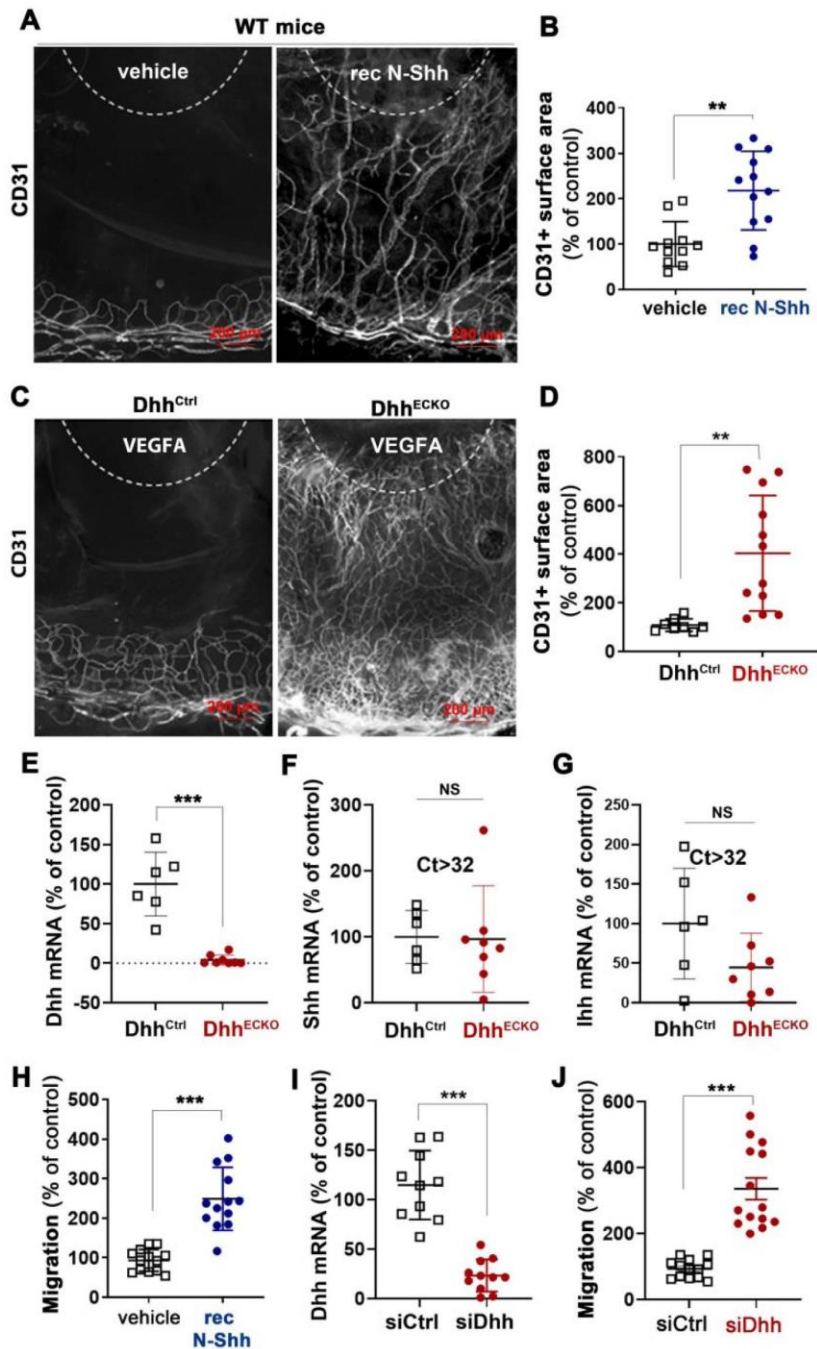 A
WT mice
vehicle
rec N-Shh
CD31
200 µm
200 µm
B
**
CD31+ surface area
(% of control)
400
300
200
100
0
vehicle
rec N-Shh
C
Dhh^Ctrl
Dhh^ECKO
VEGFA
VEGFA
CD31
200 µm
200 µm
D
**
CD31+ surface area
(% of control)
800
600
400
200
0
Dhh^Ctrl
Dhh^ECKO
E
***
Dhh mRNA (% of control)
200
150
100
50
0
-50
Dhh^Ctrl
Dhh^ECKO
F
NS
Ct>32
Shh mRNA (% of control)
300
200
100
0
Dhh^Ctrl
Dhh^ECKO
G
NS
Ct>32
Ihh mRNA (% of control)
250
200
150
100
50
0
Dhh^Ctrl
Dhh^ECKO
H
***
Migration (% of control)
500
400
300
200
100
0
vehicle
rec
N-Shh
I
***
Dhh mRNA (% of control)
200
150
100
50
0
siCtrl
siDhh
J
***
Migration (% of control)
600
400
200
0
siCtrl
siDhh